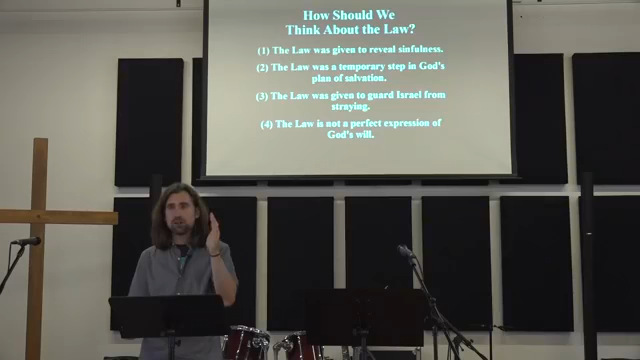 How Should We
Think About the Law?
(1) The Law was given to reveal sinfulness.
(2) The Law was a temporary step in God's
plan of salvation.
(3) The Law was given to guard Israel from
straying.
(4) The Law is not a perfect expression of
God's will.